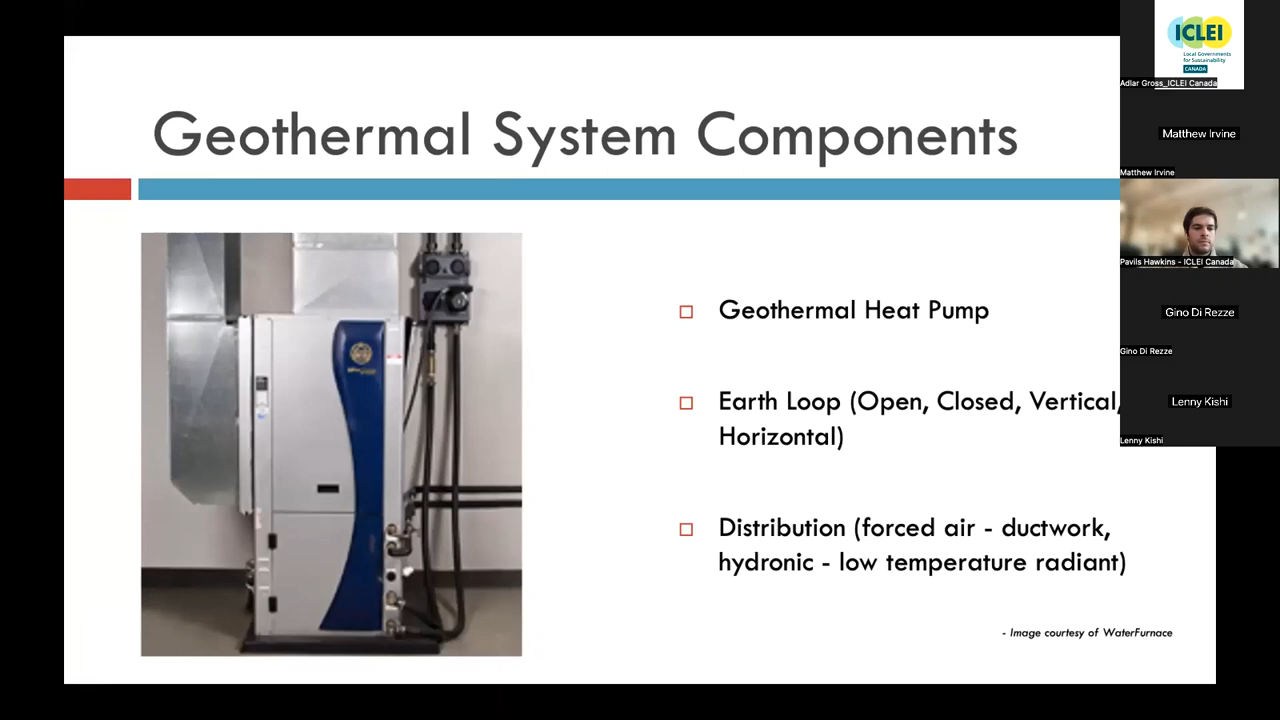 Geothermal System Components
Geothermal Heat Pump
Earth Loop (Open, Closed, Vertical,
Horizontal)
Distribution (forced air - ductwork,
hydronic - low temperature radiant)
- Image courtesy of WaterFurnace
ICLEI
Local Governments
for Sustainability
CANADA
Adlar Gross_ICLEI Canada
Matthew Irvine
Matthew Irvine
Pavils Hawkins - ICLEI Canada
Gino Di Rezze
Gino Di Rezze
Lenny Kishi
Lenny Kishi